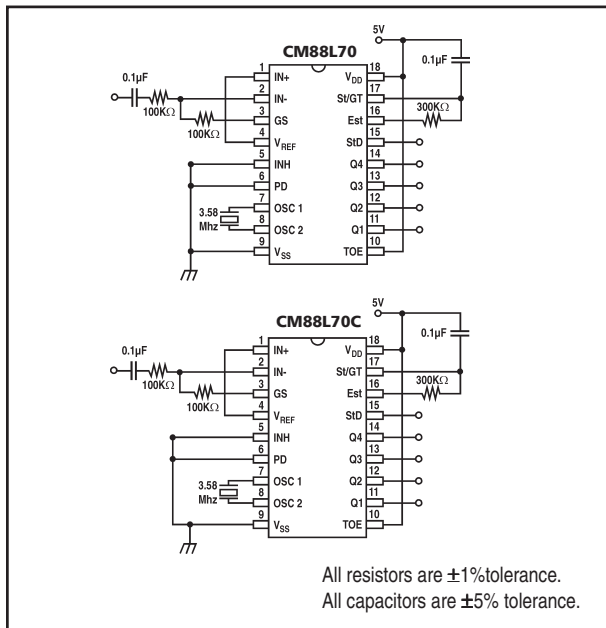 5V
CM88L70
0.1µF
0.1µF
100KΩ
100KΩ
300KΩ
3.58
Mhz
1 IN+
2 IN-
3 GS
4 VREF
5 INH
6 PD
7 OSC 1
8 OSC 2
9 VSS
18 VDD
17 St/GT
16 Est
15 StD
14 Q4
13 Q3
12 Q2
11 Q1
10 TOE
5V
CM88L70C
0.1µF
0.1µF
100KΩ
100KΩ
300KΩ
3.58
Mhz
1 IN+
2 IN-
3 GS
4 VREF
5 INH
6 PD
7 OSC 1
8 OSC 2
9 VSS
18 VDD
17 St/GT
16 Est
15 StD
14 Q4
13 Q3
12 Q2
11 Q1
10 TOE
All resistors are ±1%tolerance.
All capacitors are ±5% tolerance.